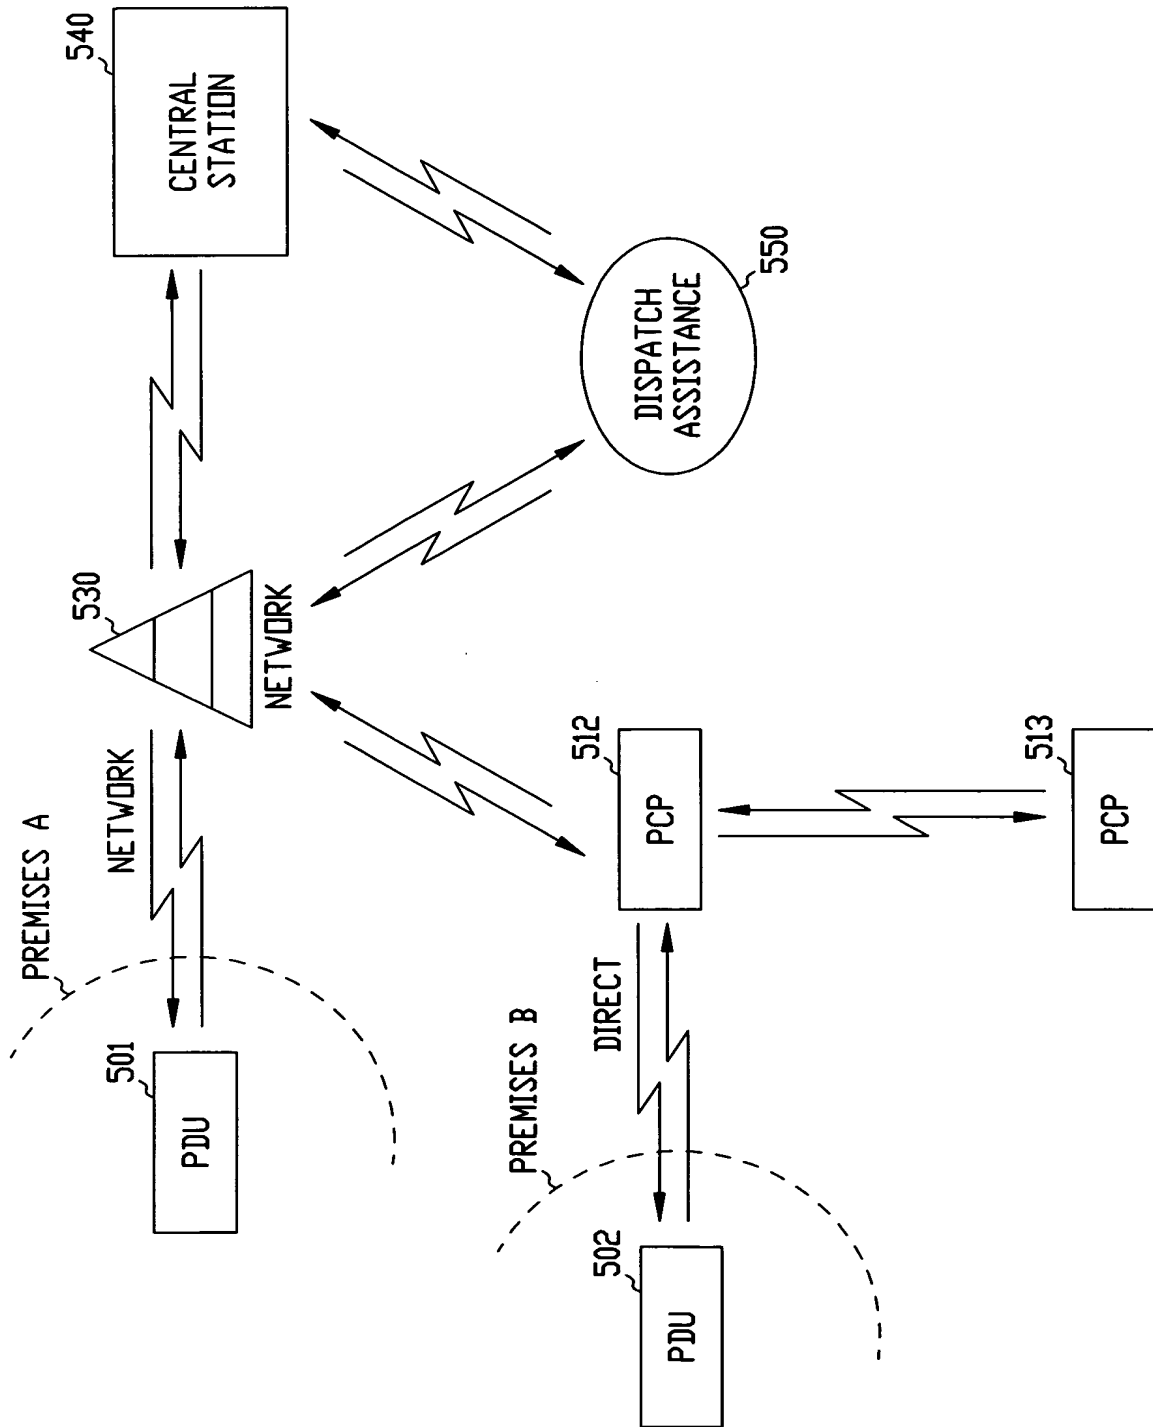 PREMISES A
501
PDU
NETWORK
530
NETWORK
540
CENTRAL
STATION
PREMISES B
502
PDU
DIRECT
512
PCP
513
PCP
DISPATCH
ASSISTANCE
550